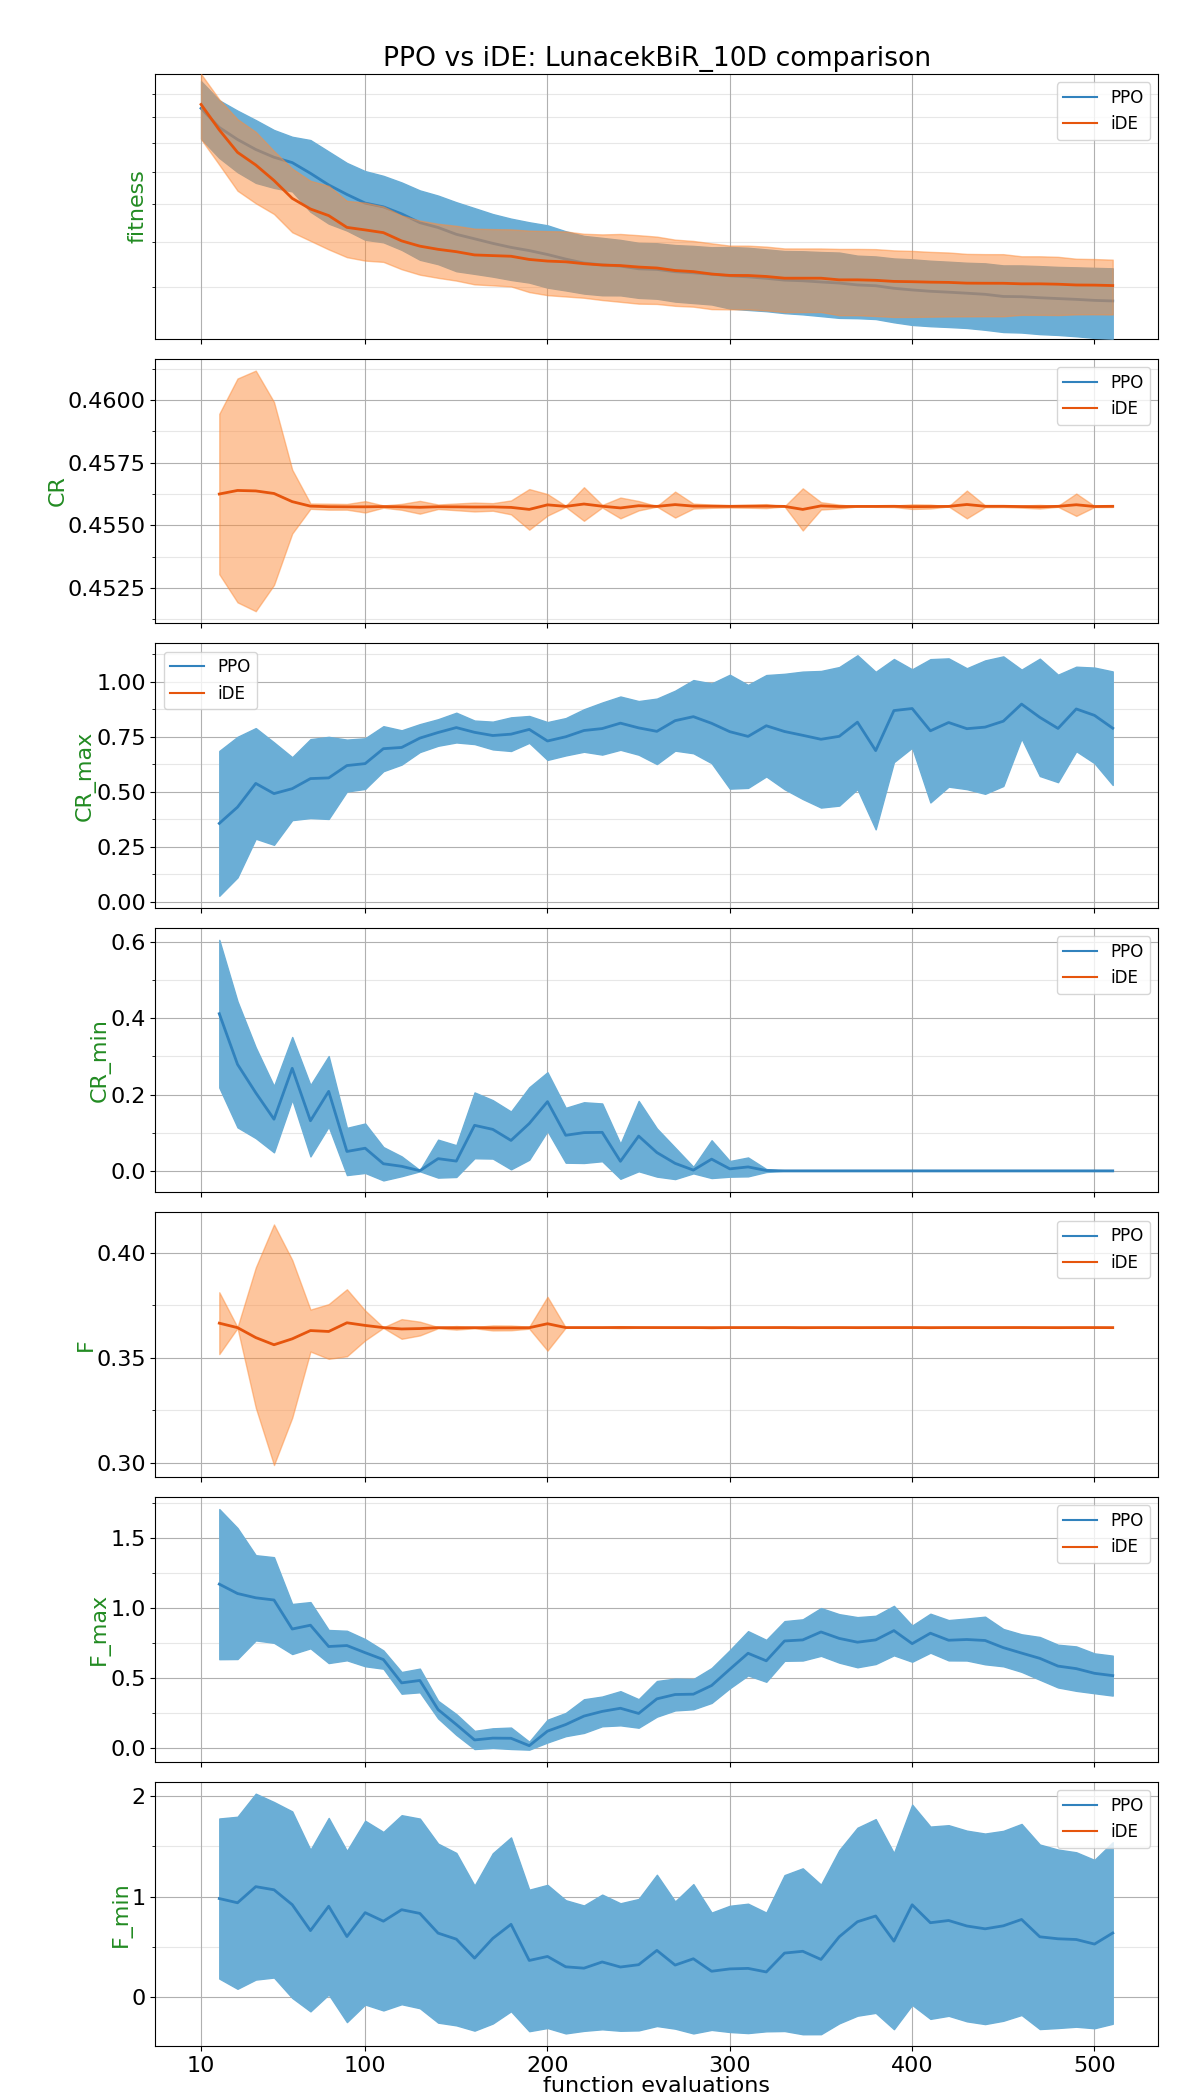 PPO vs iDE: LunacekBiR_10D comparison
fitness
PPO
iDE
CR
0.4600
0.4575
0.4550
0.4525
PPO
iDE
CR_max
1.00
0.75
0.50
0.25
0.00
PPO
iDE
CR_min
0.6
0.4
0.2
0.0
PPO
iDE
F
0.40
0.35
0.30
PPO
iDE
F_max
1.5
1.0
0.5
0.0
PPO
iDE
F_min
2
1
0
PPO
iDE
10 100 200 300 400 500
function evaluations